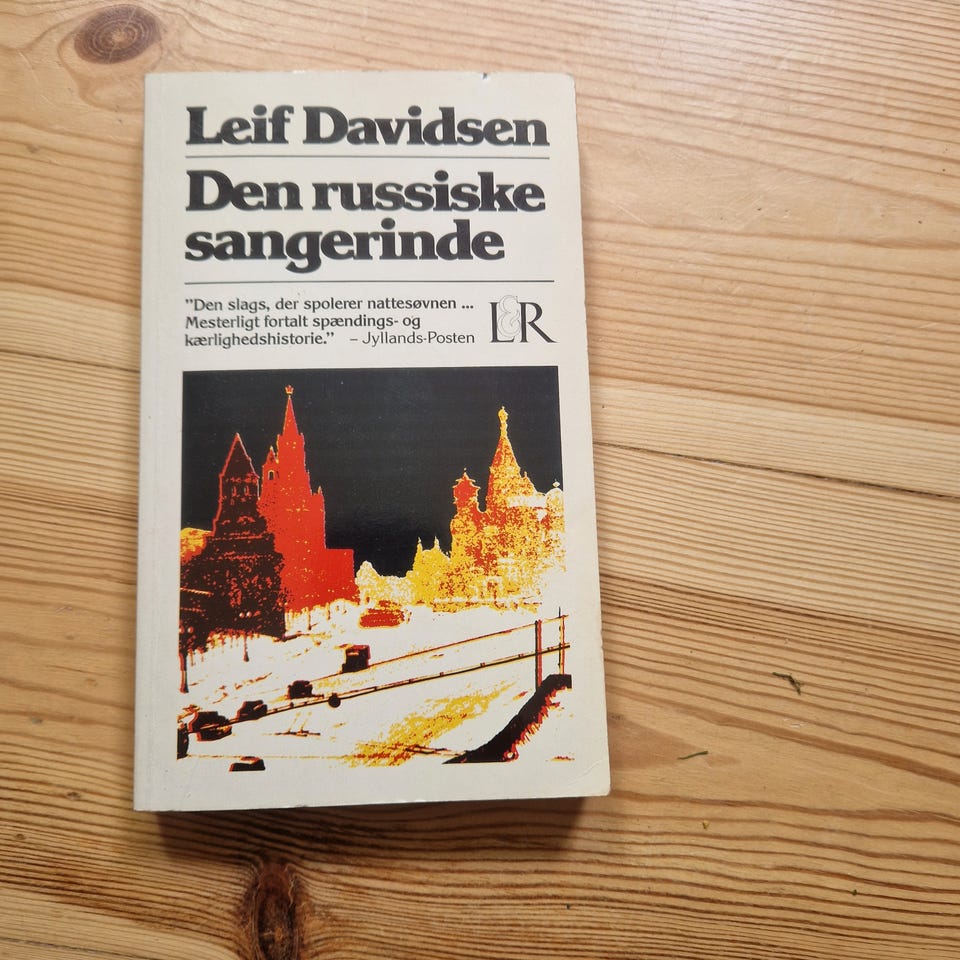 Leif Davidsen
Den russiske
sangerinde
”Den slags, der spolerer nattesøvnen ...
Mesterligt fortalt spændings- og
kærlighedshistorie.” – Jyllands-Posten
L&R